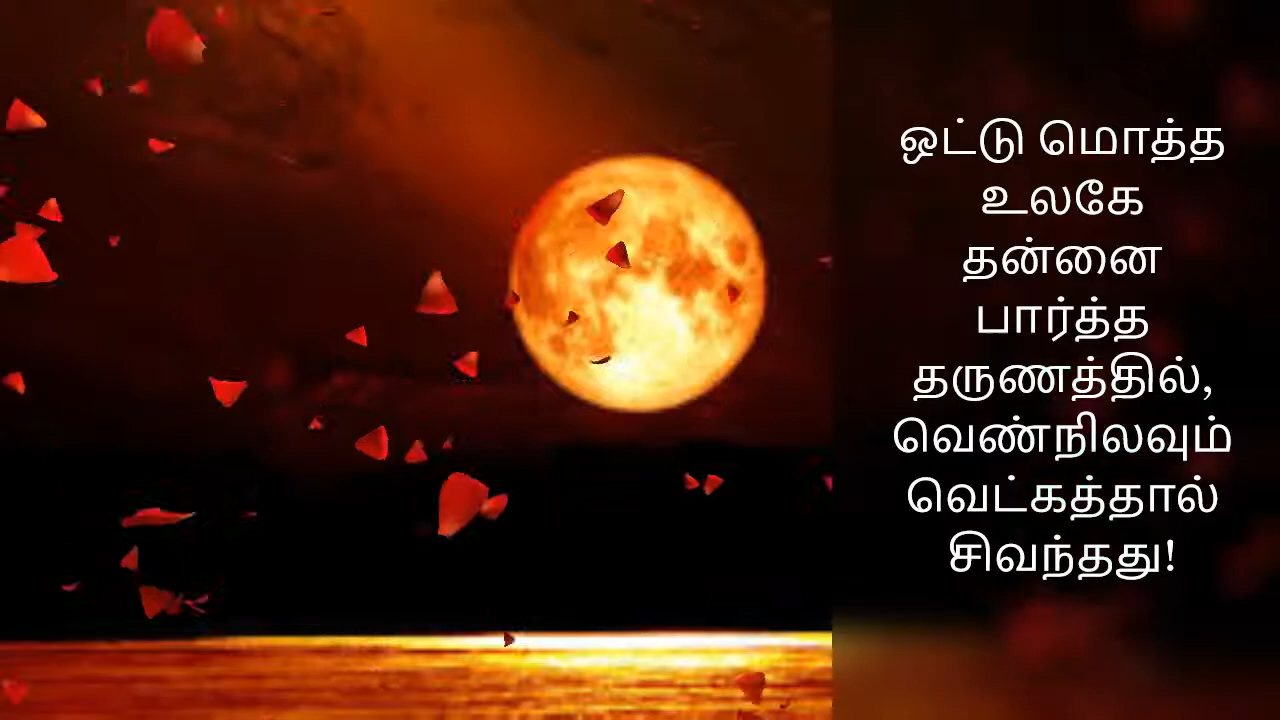 ஒட்டு மொத்த
உலகே
தன்னை
பார்த்த
தருணத்தில்,
வெண்நிலவும்
வெட்கத்தால்
சிவந்தது!